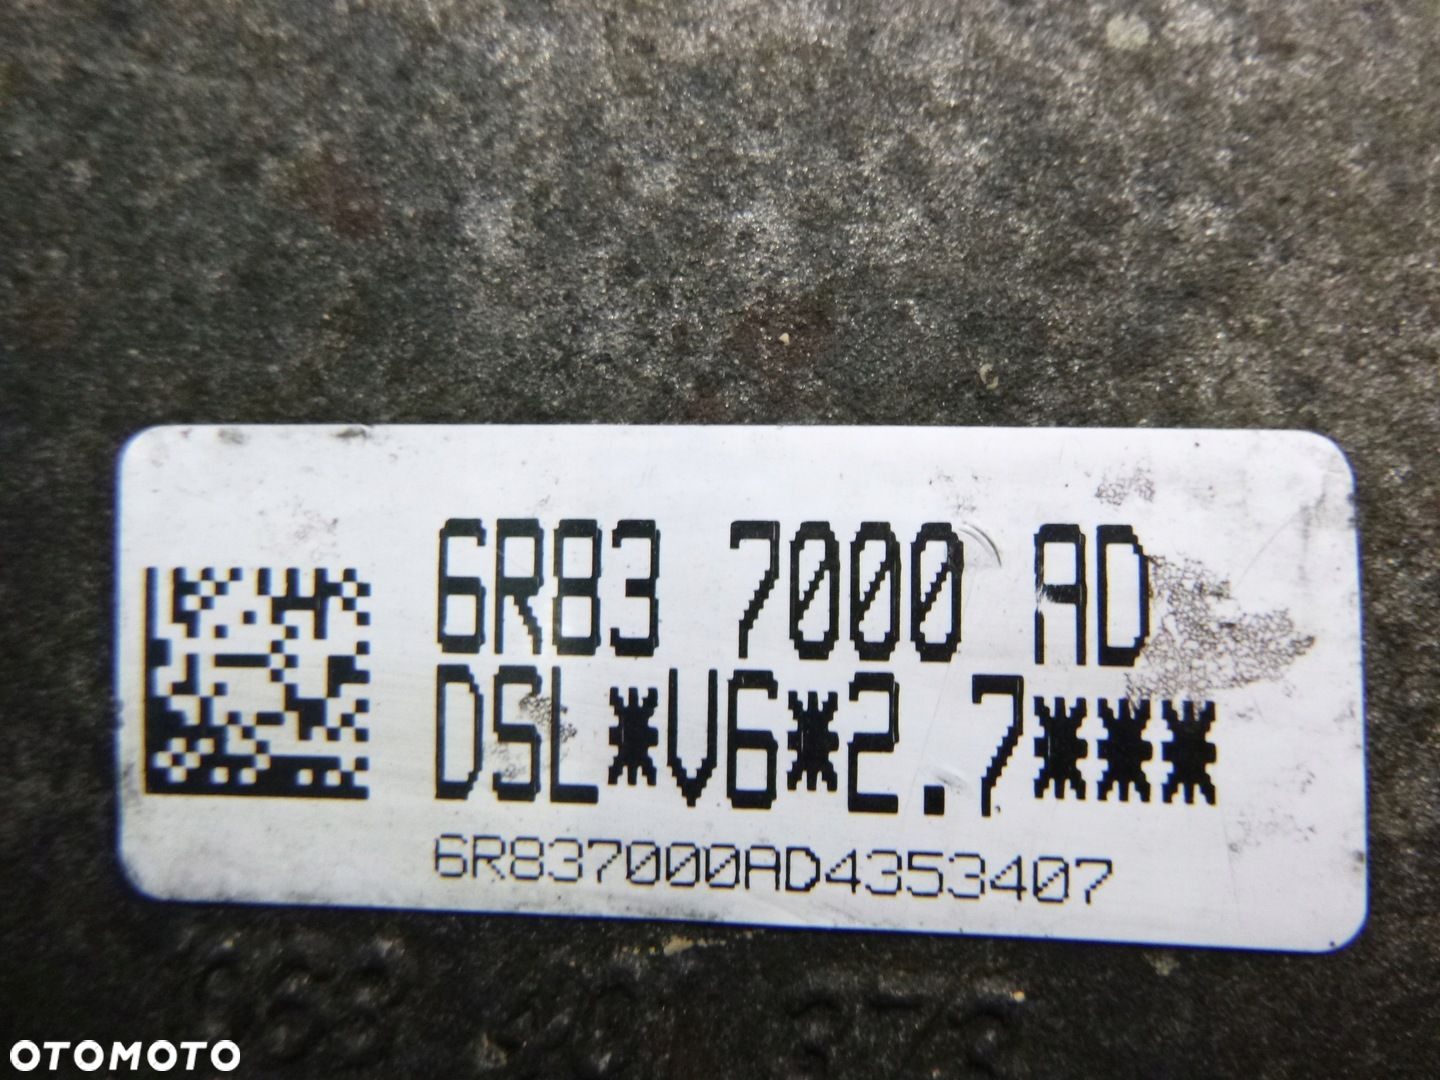 6R83 7000 AD
DSL*V6*2.7***
6R837000AD4353407
OTOMOTO